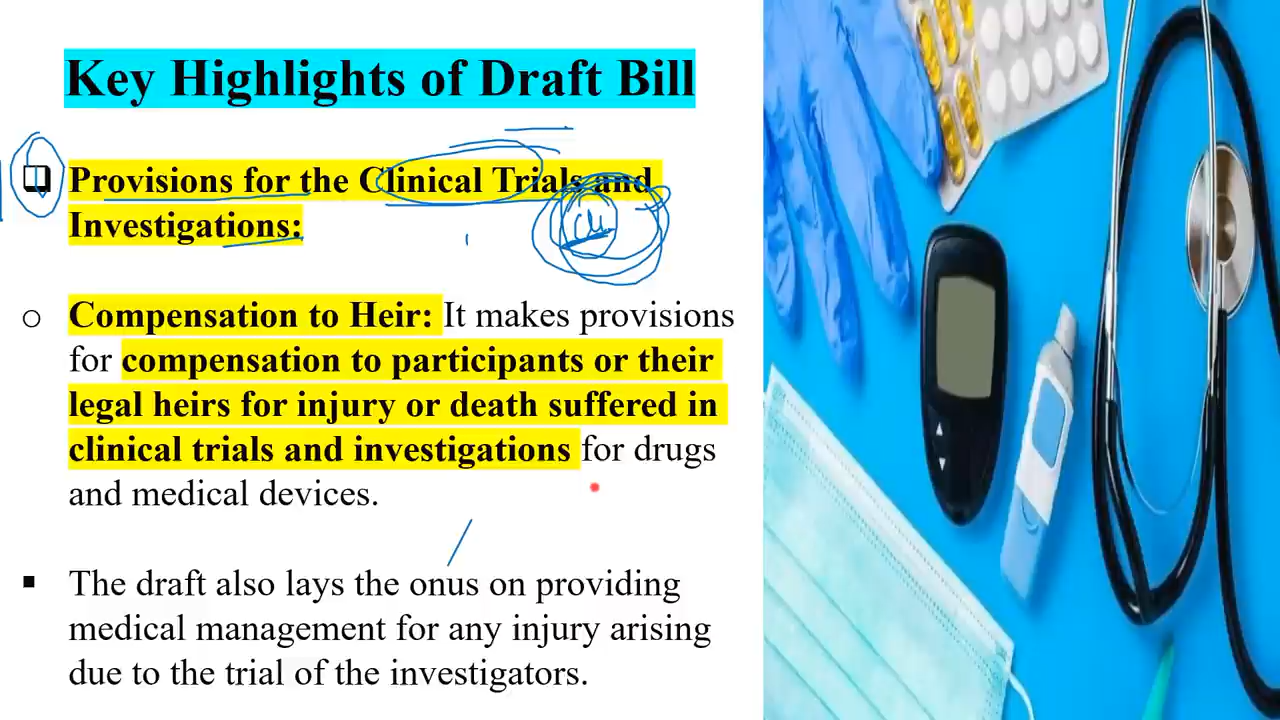 Key Highlights of Draft Bill
Provisions for the Clinical Trials and
Investigations:
Compensation to Heir: It makes provisions
for compensation to participants or their
legal heirs for injury or death suffered in
clinical trials and investigations for drugs
and medical devices.
The draft also lays the onus on providing
medical management for any injury arising
due to the trial of the investigators.